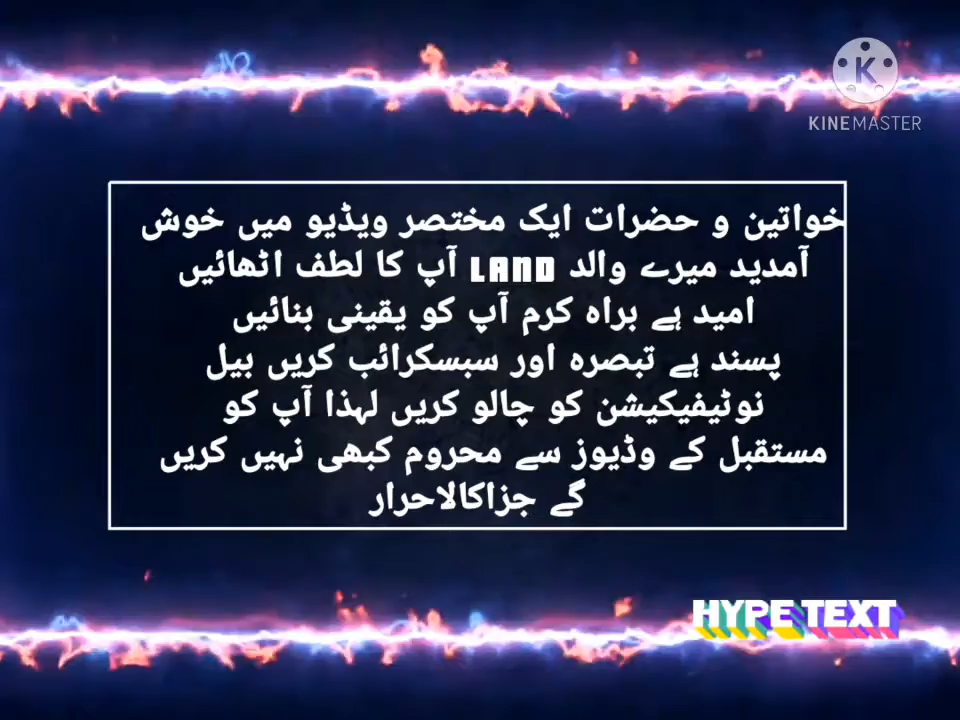 KINEMASTER
خواتین و حضرات ایک مختصر ویڈیو میں خوش
آمدید میرے والد LAND آپ کا لطف اٹھائیں
امید ہے براہ کرم آپ کو یقینی بنائیں
پسند ہے تبصرہ اور سبسکرائب کریں بیل
نوٹیفیکیشن کو چالو کریں لہذا آپ کو
مستقبل کے وڈیوز سے محروم کبھی نہیں کریں
گے جزاکالاحرار
HYPE TEXT